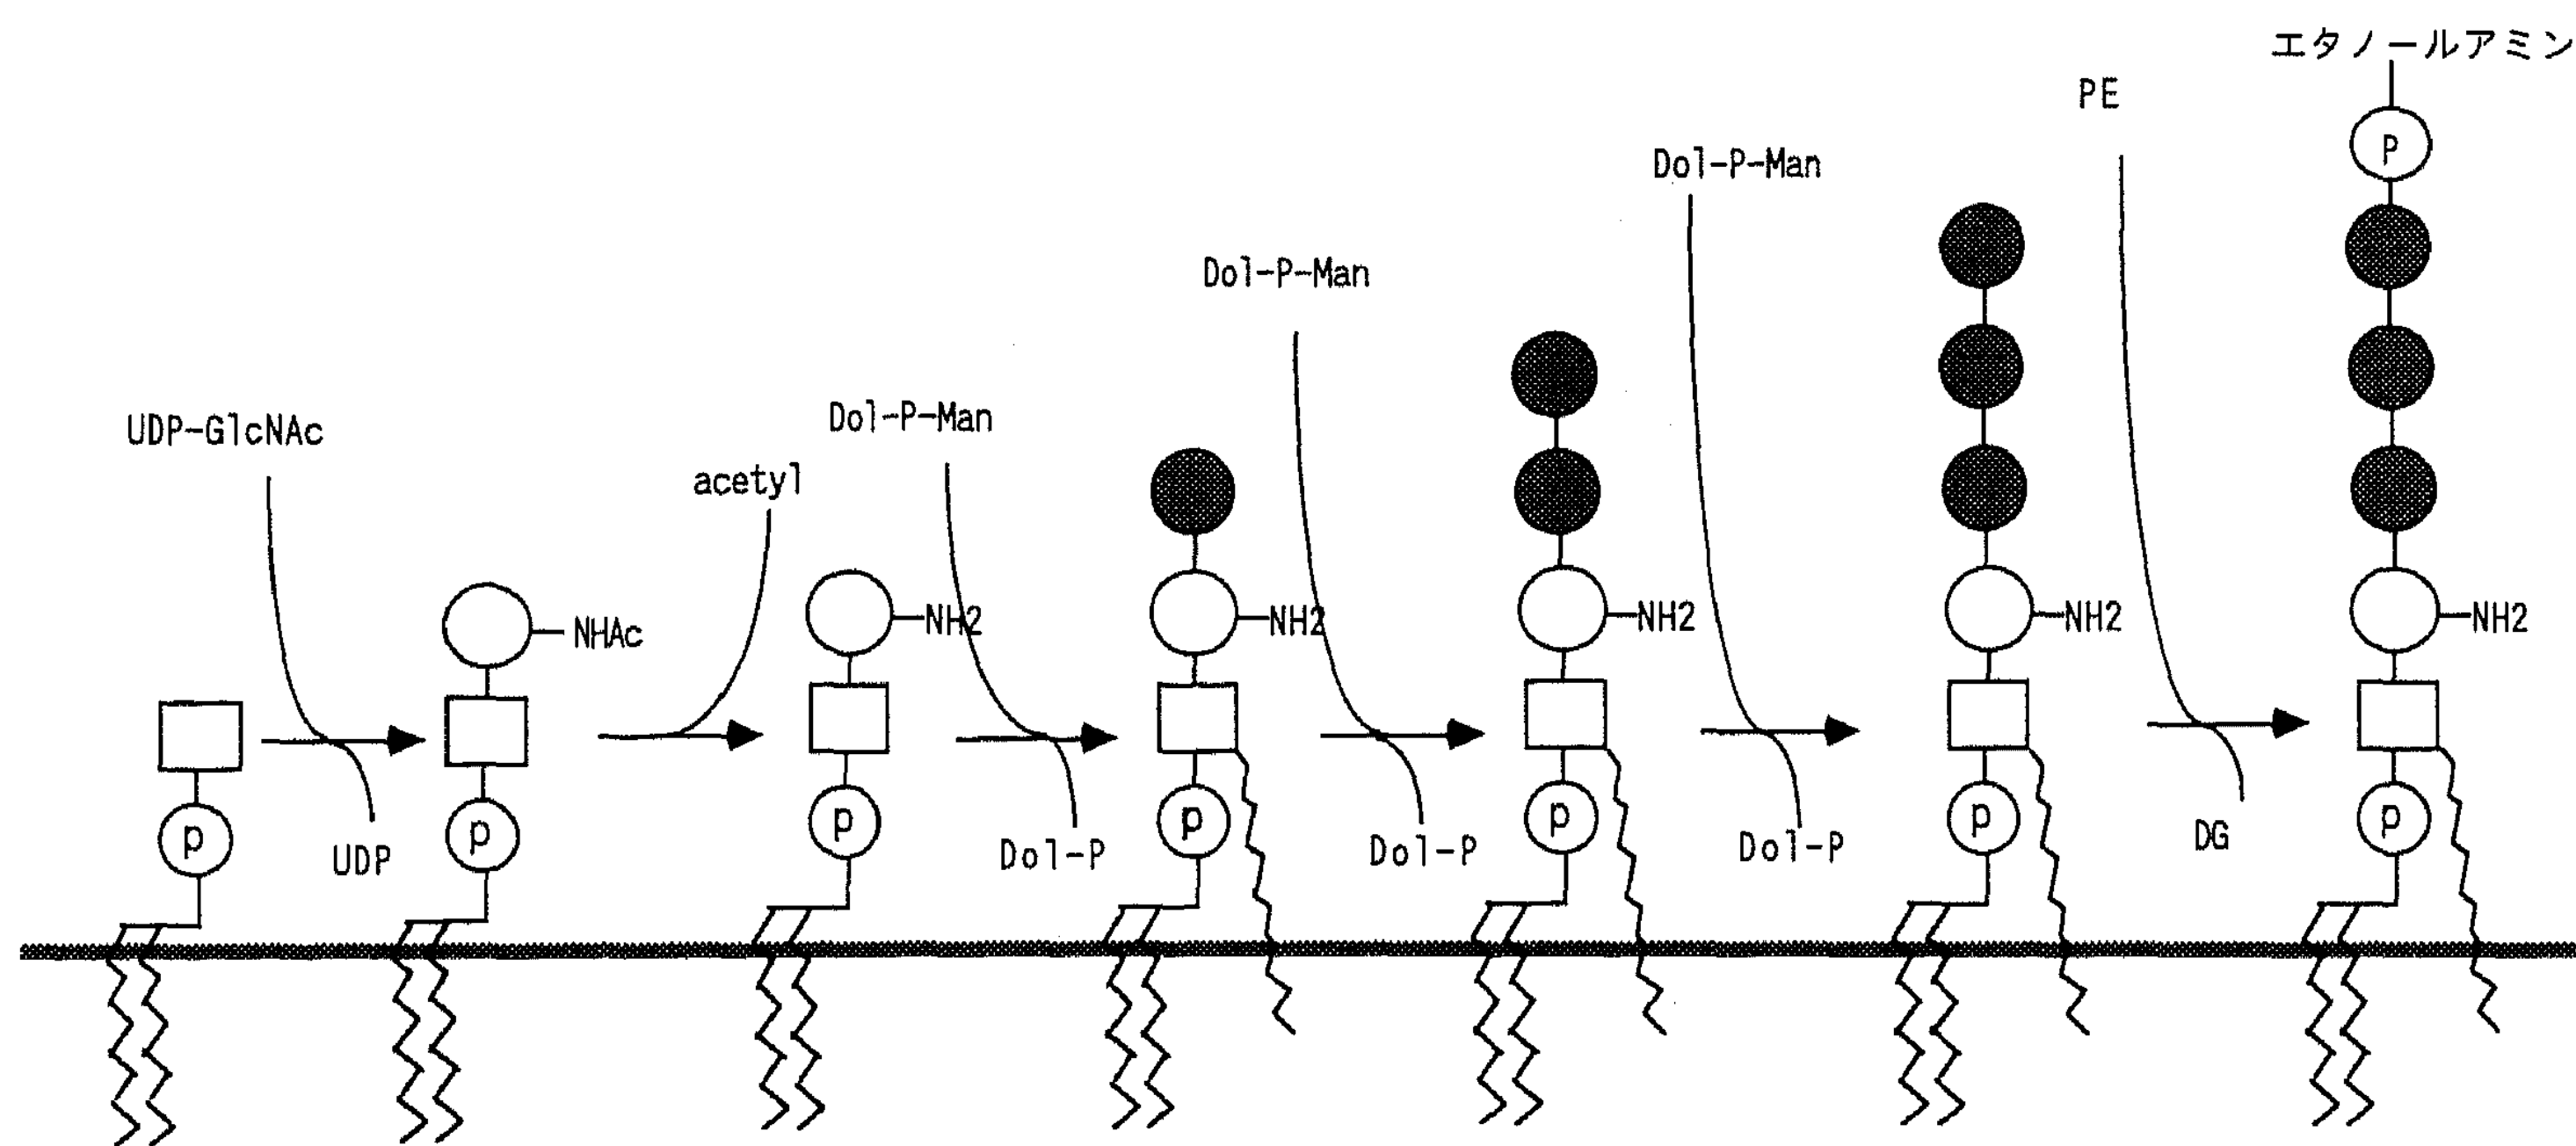 エタノールアミン
PE
P
Dol-P-Man
Dol-P-Man
Dol-P-Man
UDP-GlcNAc
acetyl
NHAc
NH2
NH2
NH2
NH2
NH2
p
p
p
p
p
p
p
UDP
Dol-P
Dol-P
Dol-P
DG